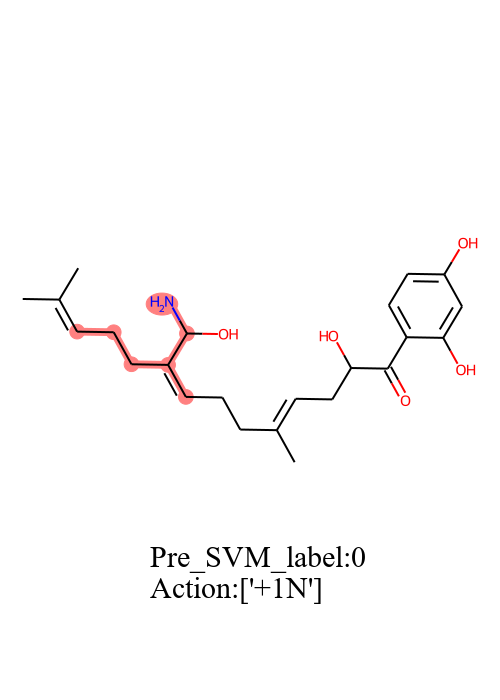 OH
H2N
OH
HO
OH
O
Pre_SVM_label:0
Action:['+1N']